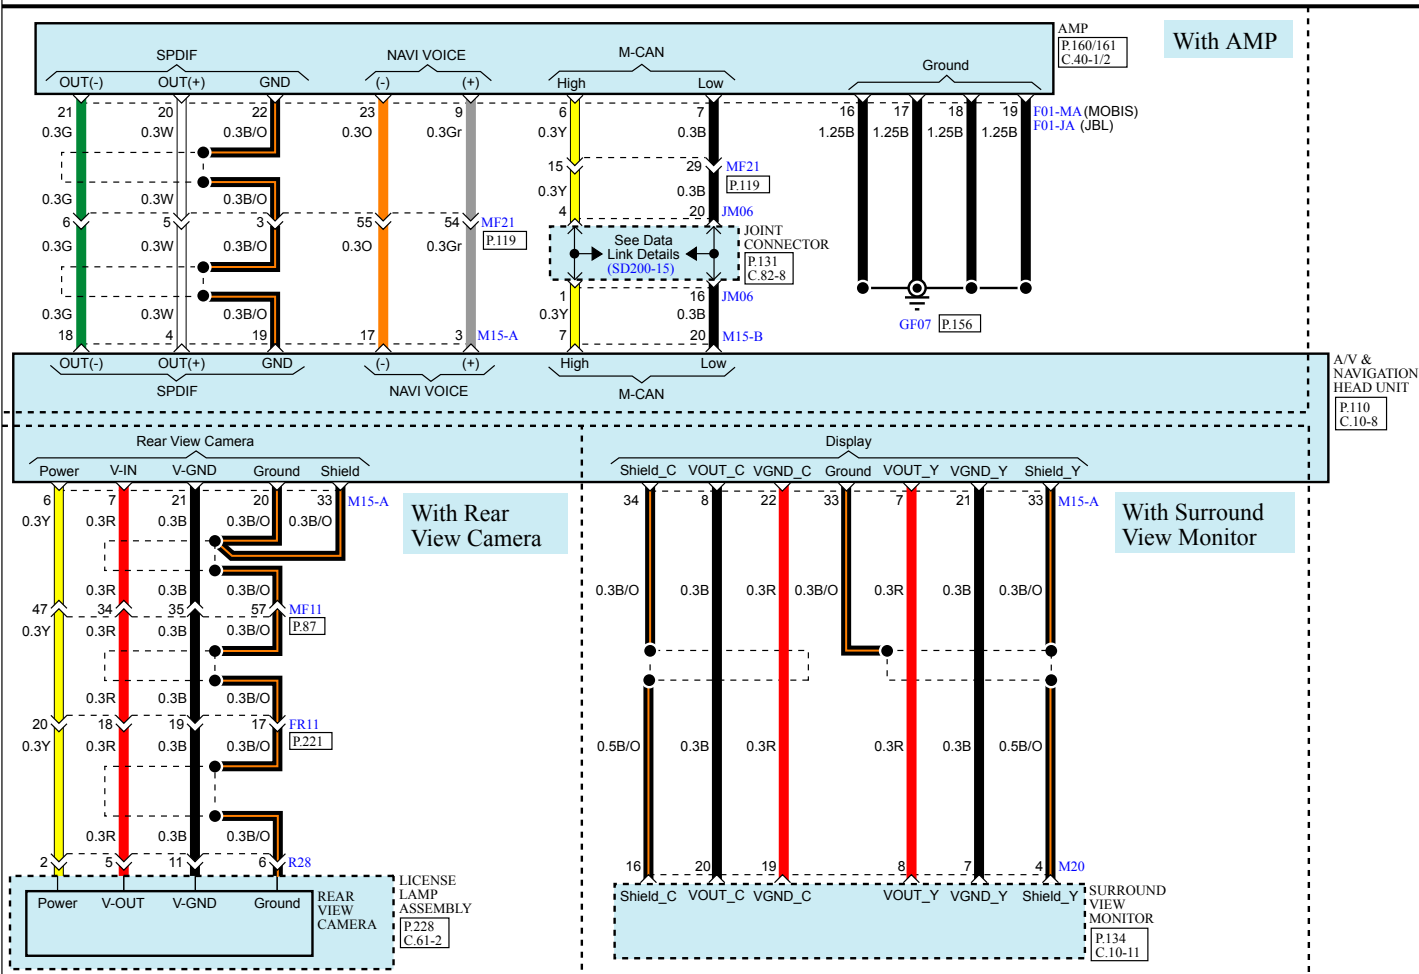 AMP
P.160/161
C.40-1/2
With AMP
SPDIF NAVI VOICE M-CAN Ground
OUT(-) OUT(+) GND (-) (+) High Low
21 20 22 23 9 6 7 16 17 18 19 F01-MA (MOBIS)
F01-JA (JBL)
0.3G 0.3W 0.3B/O 0.3O 0.3Gr 0.3Y 0.3B 1.25B 1.25B 1.25B 1.25B
15 29 MF21
P.119
0.3G 0.3W 0.3B/O 0.3Y 0.3B
4 20 JM06
6 5 3 55 54 MF21
P.119
0.3G 0.3W 0.3B/O 0.3O 0.3Gr
See Data
Link Details
(SD200-15)
JOINT
CONNECTOR
P.131
C.82-8
1 16 JM06
0.3G 0.3W 0.3B/O 0.3Y 0.3B
GF07 P.156
18 4 19 17 3 M15-A 7 20 M15-B
OUT(-) OUT(+) GND (-) (+) High Low
SPDIF NAVI VOICE M-CAN
A/V &
NAVIGATION
HEAD UNIT
P.110
C.10-8
Rear View Camera
Power V-IN V-GND Ground Shield
6 7 21 20 33 M15-A
0.3Y 0.3R 0.3B 0.3B/O 0.3B/O
With Rear
View Camera
0.3R 0.3B 0.3B/O
47 34 35 57 MF11
P.87
0.3Y 0.3R 0.3B 0.3B/O
0.3R 0.3B 0.3B/O
20 18 19 17 FR11
P.221
0.3Y 0.3R 0.3B 0.3B/O
0.3R 0.3B 0.3B/O
2 5 11 6 R28
Power V-OUT V-GND Ground
REAR
VIEW
CAMERA
LICENSE
LAMP
ASSEMBLY
P.228
C.61-2
Display
Shield_C VOUT_C VGND_C Ground VOUT_Y VGND_Y Shield_Y
34 8 22 33 7 21 33 M15-A
With Surround
View Monitor
0.3B/O 0.3B 0.3R 0.3B/O 0.3R 0.3B 0.3B/O
0.5B/O 0.3B 0.3R 0.3R 0.3B 0.5B/O
16 20 19 8 7 4 M20
Shield_C VOUT_C VGND_C VOUT_Y VGND_Y Shield_Y
SURROUND
VIEW
MONITOR
P.134
C.10-11